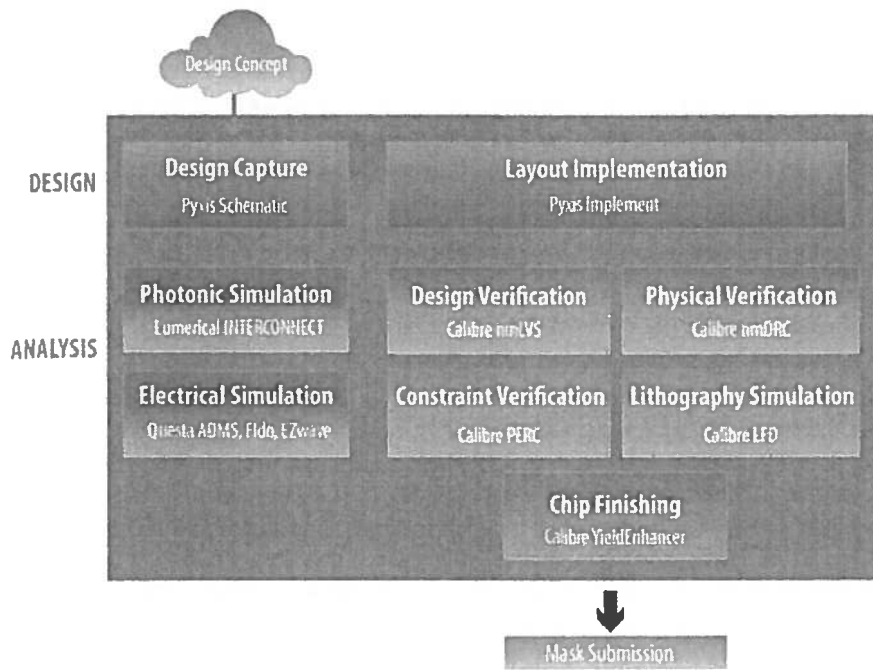 Design Concept
DESIGN
Design Capture
Pyxis Schematic
Layout Implementation
Pyxis Implement
ANALYSIS
Photonic Simulation
Lumerical INTERCONNECT
Design Verification
Calibre nmLVS
Physical Verification
Calibre nmDRC
Electrical Simulation
Questa ADMS, Eldo, EZwave
Constraint Verification
Calibre PERC
Lithography Simulation
Calibre LFD
Chip Finishing
Calibre YieldEnhancer
Mask Submission